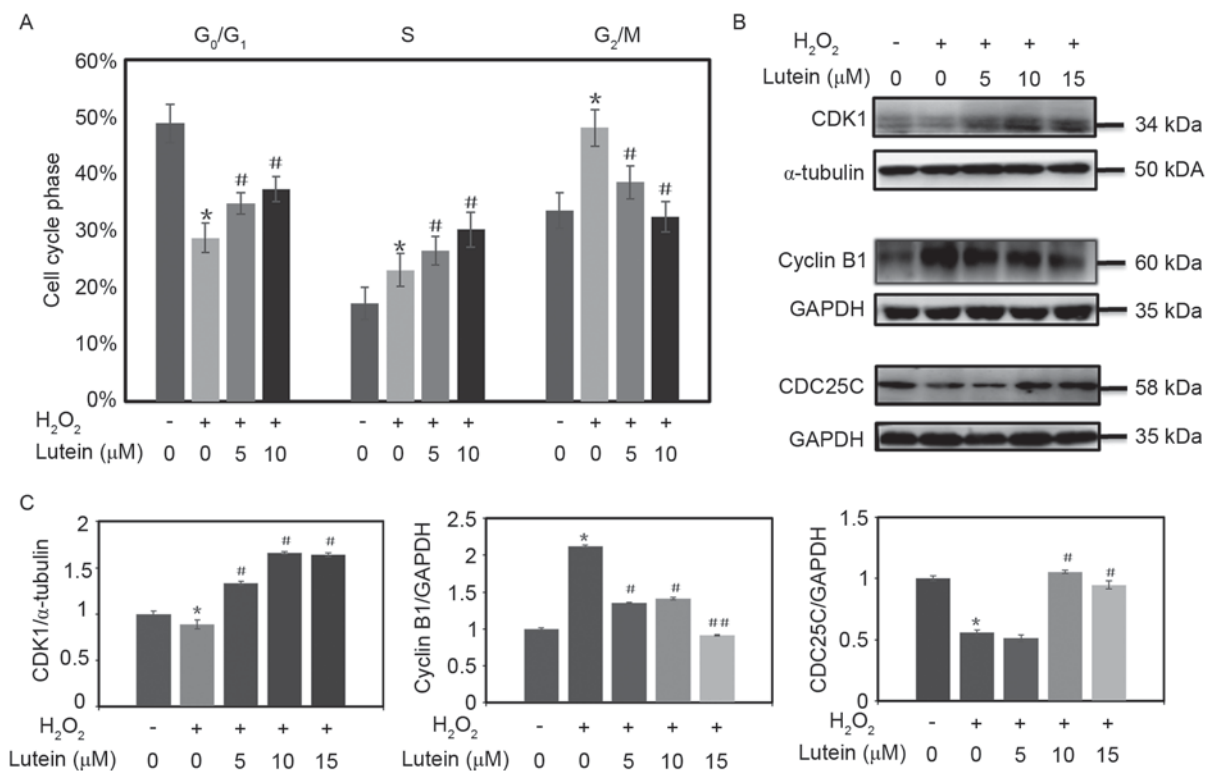 A
G₀/G₁ S G₂/M
60%
50%
40%
30%
20%
10%
0%
Cell cycle phase
* # #
* # #
* # #
H₂O₂ - + + + - + + + - + + +
Lutein (μM) 0 0 5 10 0 0 5 10 0 0 5 10
B
H₂O₂ - + + + +
Lutein (μM) 0 0 5 10 15
CDK1 34 kDa
α-tubulin 50 kDA
Cyclin B1 60 kDa
GAPDH 35 kDa
CDC25C 58 kDa
GAPDH 35 kDa
C
CDK1/α-tubulin
2
1.5
1
0.5
0
* # # #
H₂O₂ - + + + +
Lutein (μM) 0 0 5 10 15
Cyclin B1/GAPDH
2.5
2
1.5
1
0.5
0
* # # ##
H₂O₂ - + + + +
Lutein (μM) 0 0 5 10 15
CDC25C/GAPDH
1.5
1
0.5
0
* # #
H₂O₂ - + + + +
Lutein (μM) 0 0 5 10 15